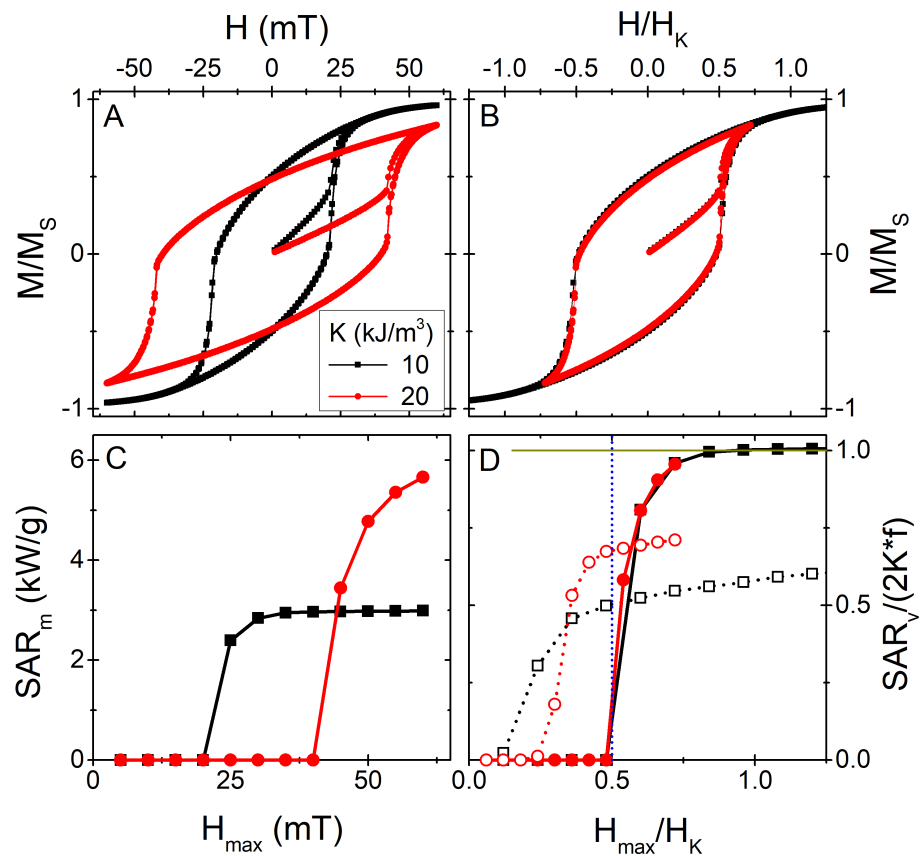 H (mT)
H/H_K
-50 -25 0 25 50
-1.0 -0.5 0.0 0.5 1.0
A
B
1
0
-1
M/M_S
1
0
-1
M/M_S
K (kJ/m³)
10
20
C
D
6
4
2
0
SAR_m (kW/g)
1.0
0.5
0.0
SAR_v/(2K*f)
0 25 50
0.5 1.0
H_max (mT)
H_max/H_K